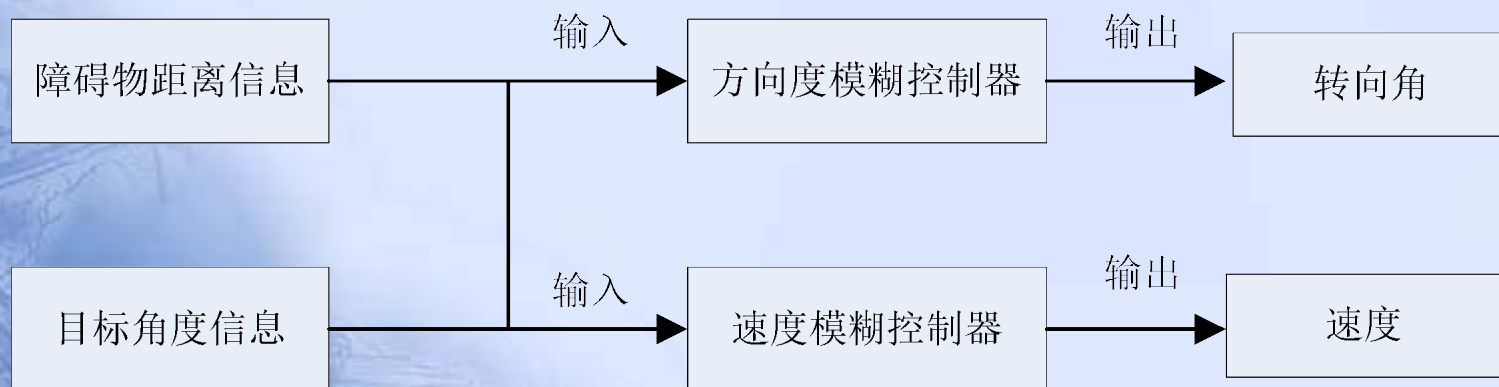 输入
输出
障碍物距离信息
方向度模糊控制器
转向角
输入
输出
目标角度信息
速度模糊控制器
速度